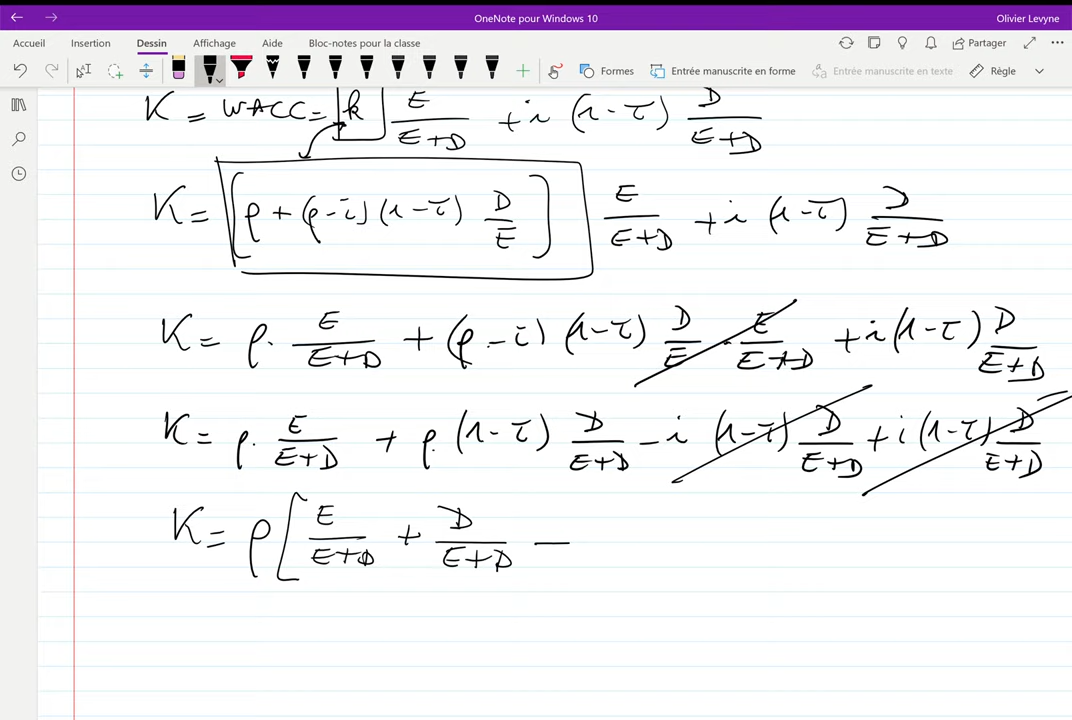 OneNote pour Windows 10
Olivier Levyne
Accueil Insertion Dessin Affichage Aide Bloc-notes pour la classe Partager
Formes Entrée manuscrite en forme Entrée manuscrite en texte Règle
K = WACC = k E/(E+D) + i (1-τ) D/(E+D)
K = [ρ + (ρ-i)(1-τ) D/E] E/(E+D) + i (1-τ) D/(E+D)
K = ρ. E/(E+D) + (ρ-i) (1-τ) D/E . E/(E+D) + i (1-τ) D/(E+D)
K = ρ. E/(E+D) + ρ. (1-τ) D/(E+D) - i (1-τ) D/(E+D) + i (1-τ) D/(E+D)
K = ρ [ E/(E+D) + D/(E+D) -